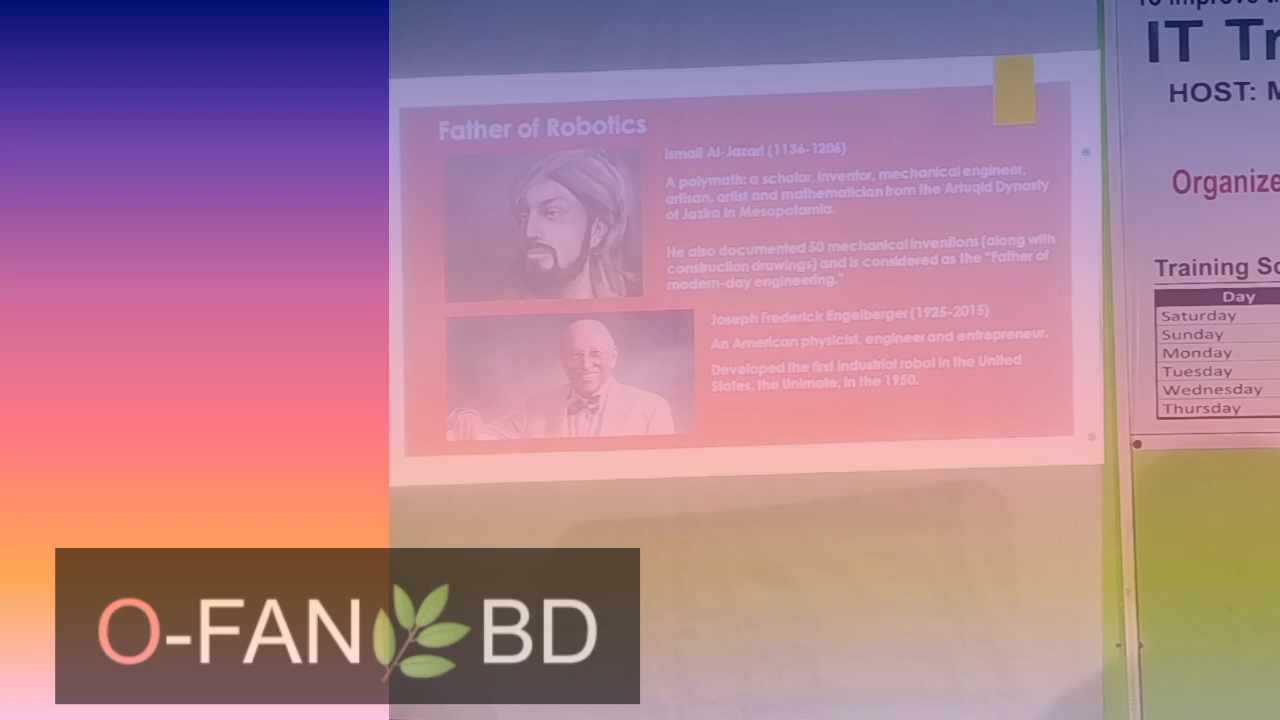 Father of Robotics
Ismail Al-Jazari (1136-1206)
A polymath: a scholar, inventor, mechanical engineer,
artisan, artist and mathematician from the Artuqid Dynasty
of Jazira in Mesopotamia.
He also documented 50 mechanical inventions (along with
construction drawings) and is considered as the "Father of
modern-day engineering."
Joseph Frederick Engelberger (1925-2015)
An American physicist, engineer and entrepreneur.
Developed the first industrial robot in the United
States, the Unimate, in the 1950.
To improve
IT Tr
HOST: M
Organize
Training Sc
Day
Saturday
Sunday
Monday
Tuesday
Wednesday
Thursday
O-FAN BD